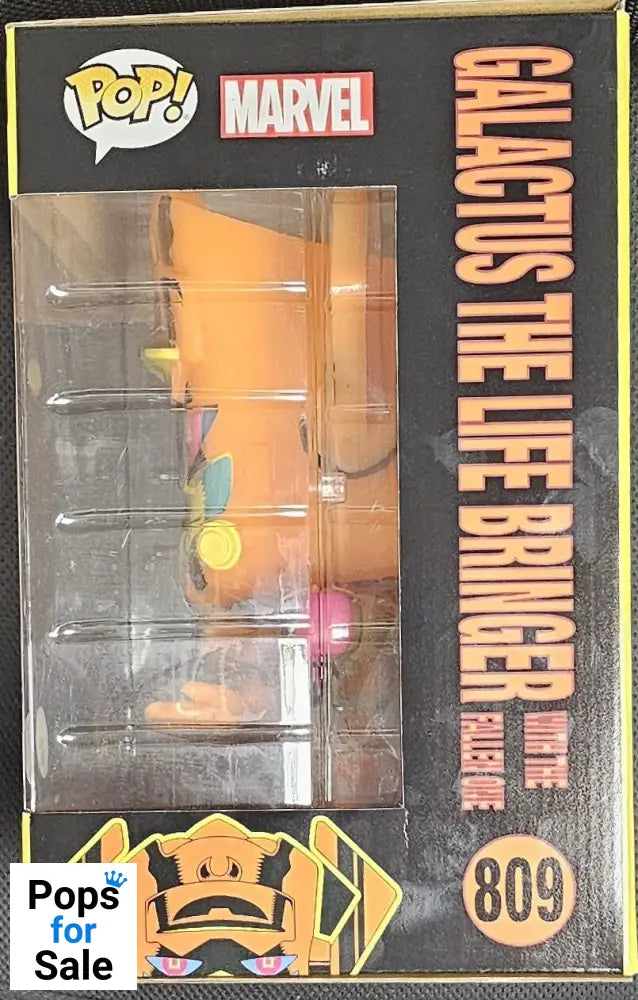 POP!
MARVEL
GALACTUS THE LIFE BRINGER
WITH THE
FALLEN ONE
809
Pops
for
Sale